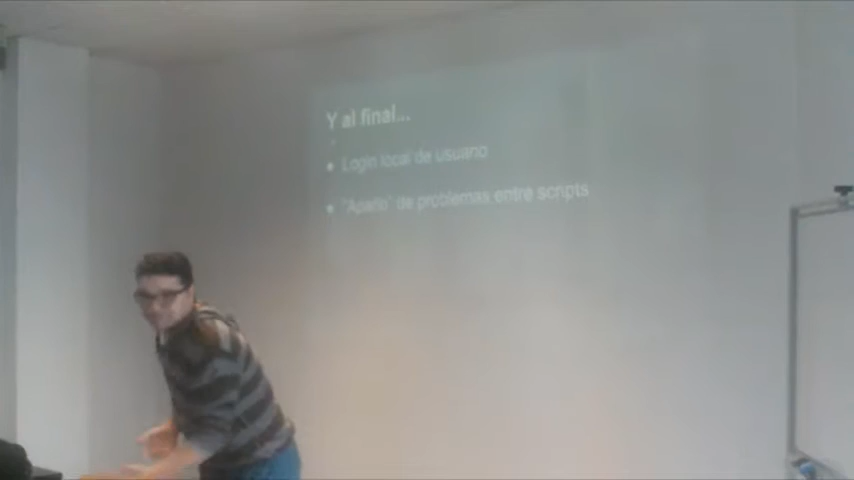 Y al final...
Login local de usuario
"Apaño" de problemas entre scripts